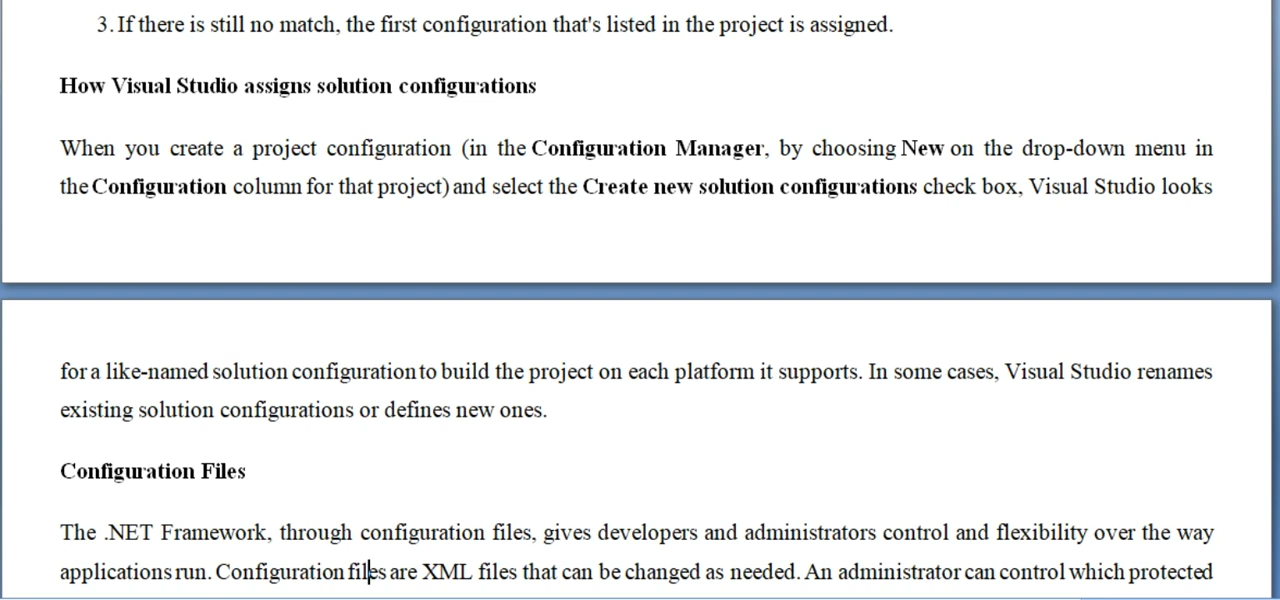 3. If there is still no match, the first configuration that's listed in the project is assigned.
How Visual Studio assigns solution configurations
When you create a project configuration (in the Configuration Manager, by choosing New on the drop-down menu in
the Configuration column for that project) and select the Create new solution configurations check box, Visual Studio looks
for a like-named solution configuration to build the project on each platform it supports. In some cases, Visual Studio renames
existing solution configurations or defines new ones.
Configuration Files
The .NET Framework, through configuration files, gives developers and administrators control and flexibility over the way
applications run. Configuration files are XML files that can be changed as needed. An administrator can control which protected